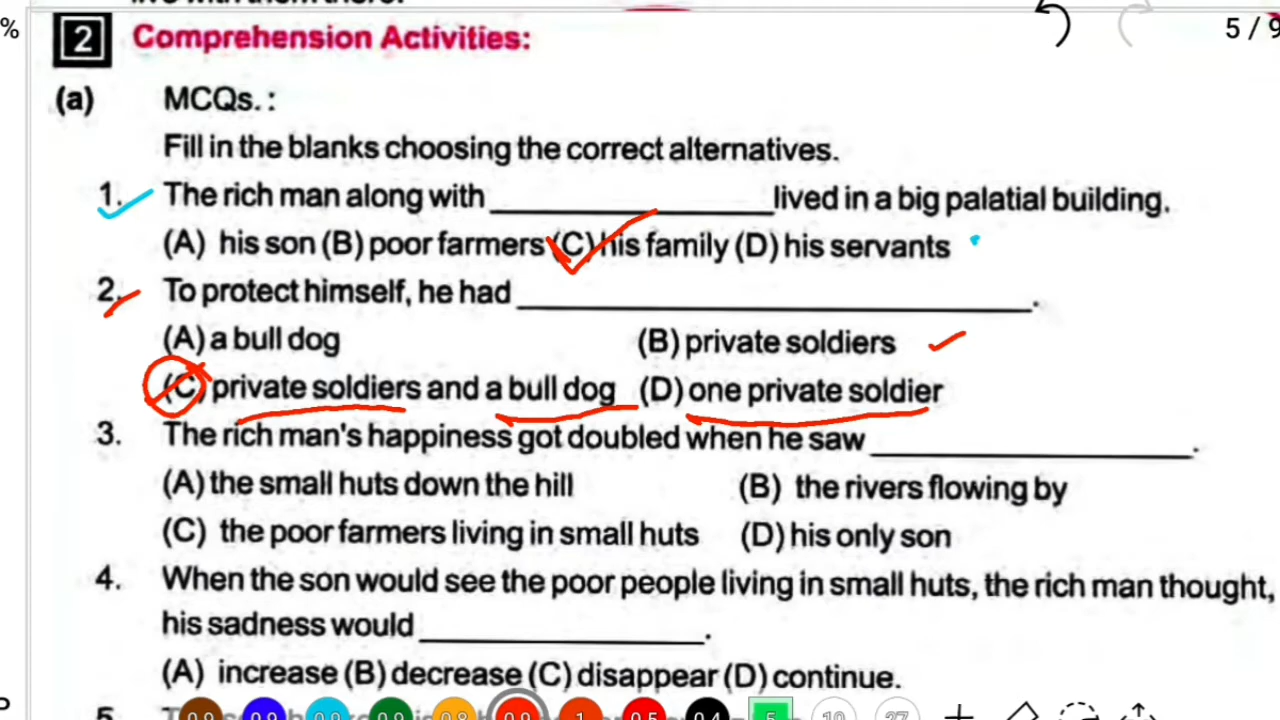 5 / 9
%
2 Comprehension Activities:
(a) MCQs. :
Fill in the blanks choosing the correct alternatives.
1. The rich man along with ____________ lived in a big palatial building.
(A) his son (B) poor farmers (C) his family (D) his servants
2. To protect himself, he had ____________.
(A) a bull dog (B) private soldiers
(C) private soldiers and a bull dog (D) one private soldier
3. The rich man's happiness got doubled when he saw ____________.
(A) the small huts down the hill (B) the rivers flowing by
(C) the poor farmers living in small huts (D) his only son
4. When the son would see the poor people living in small huts, the rich man thought,
his sadness would ____________.
(A) increase (B) decrease (C) disappear (D) continue.
5.